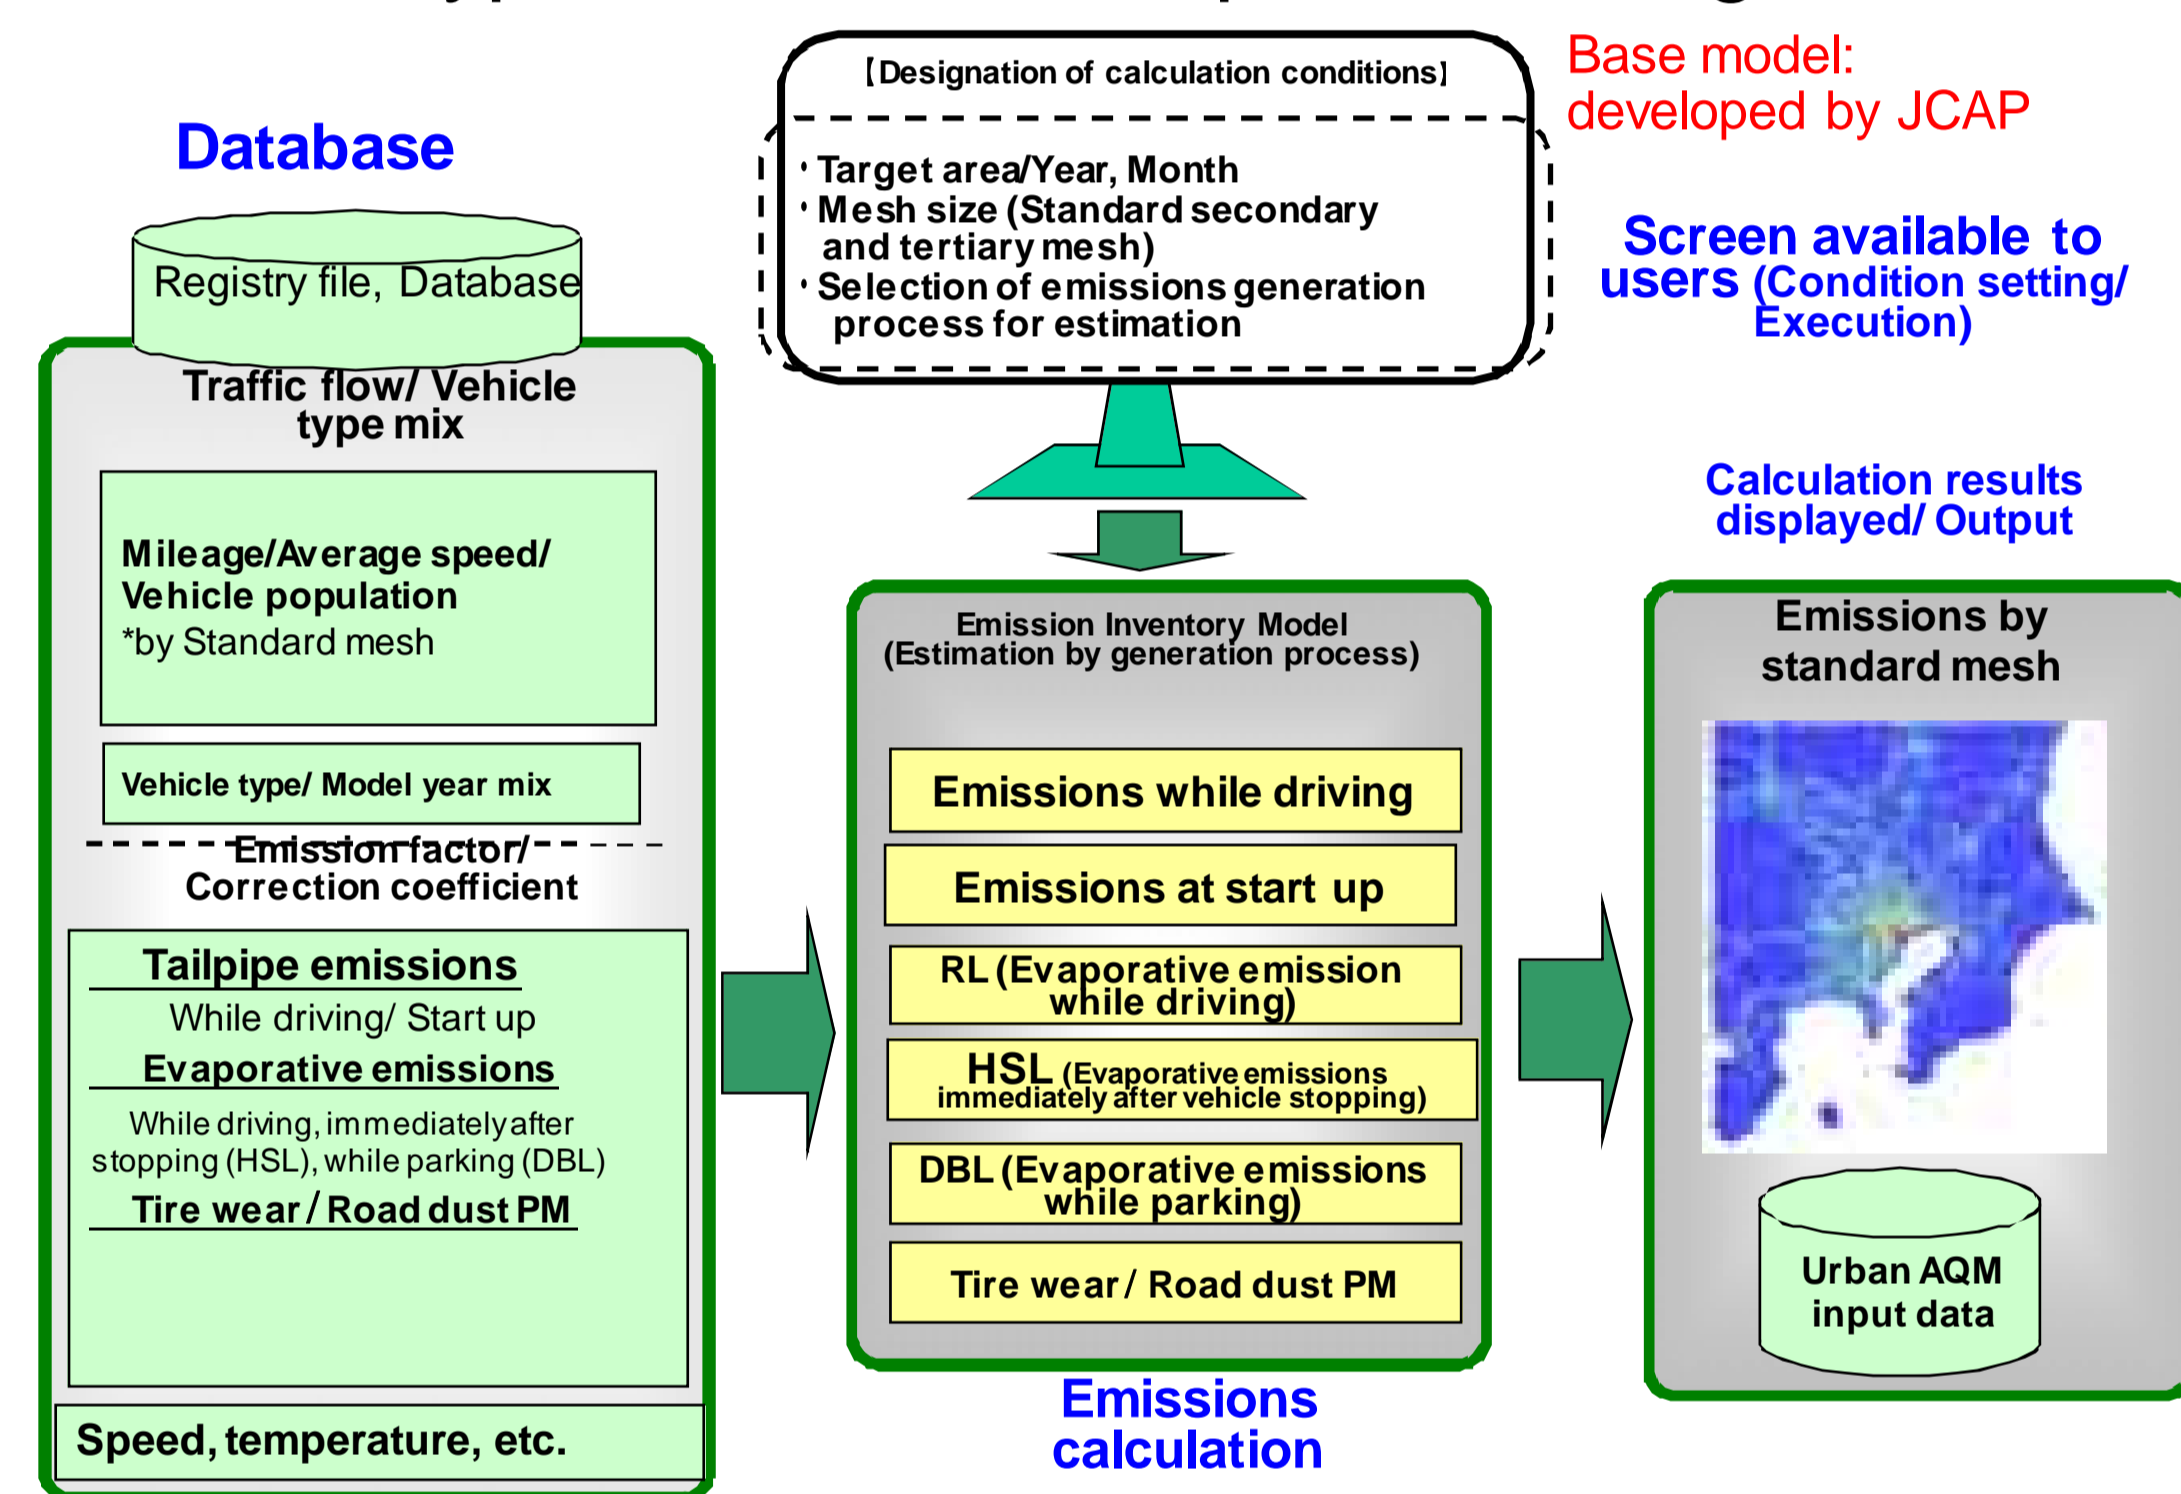 Database
Registry file, Database
Traffic flow/ Vehicle
type mix
Mileage/Average speed/
Vehicle population
*by Standard mesh
Vehicle type/ Model year mix
Emission factor/
Correction coefficient
Tailpipe emissions
While driving/ Start up
Evaporative emissions
While driving, immediately after
stopping (HSL), while parking (DBL)
Tire wear/ Road dust PM
Speed, temperature, etc.
【Designation of calculation conditions】
・Target area/Year, Month
・Mesh size (Standard secondary
and tertiary mesh)
・Selection of emissions generation
process for estimation
Base model:
developed by JCAP
Screen available to
users (Condition setting/
Execution)
Emission Inventory Model
(Estimation by generation process)
Emissions while driving
Emissions at start up
RL (Evaporative emission
while driving)
HSL (Evaporative emissions
immediately after vehicle stopping)
DBL (Evaporative emissions
while parking)
Tire wear/ Road dust PM
Emissions
calculation
Calculation results
displayed/ Output
Emissions by
standard mesh
Urban AQM
input data